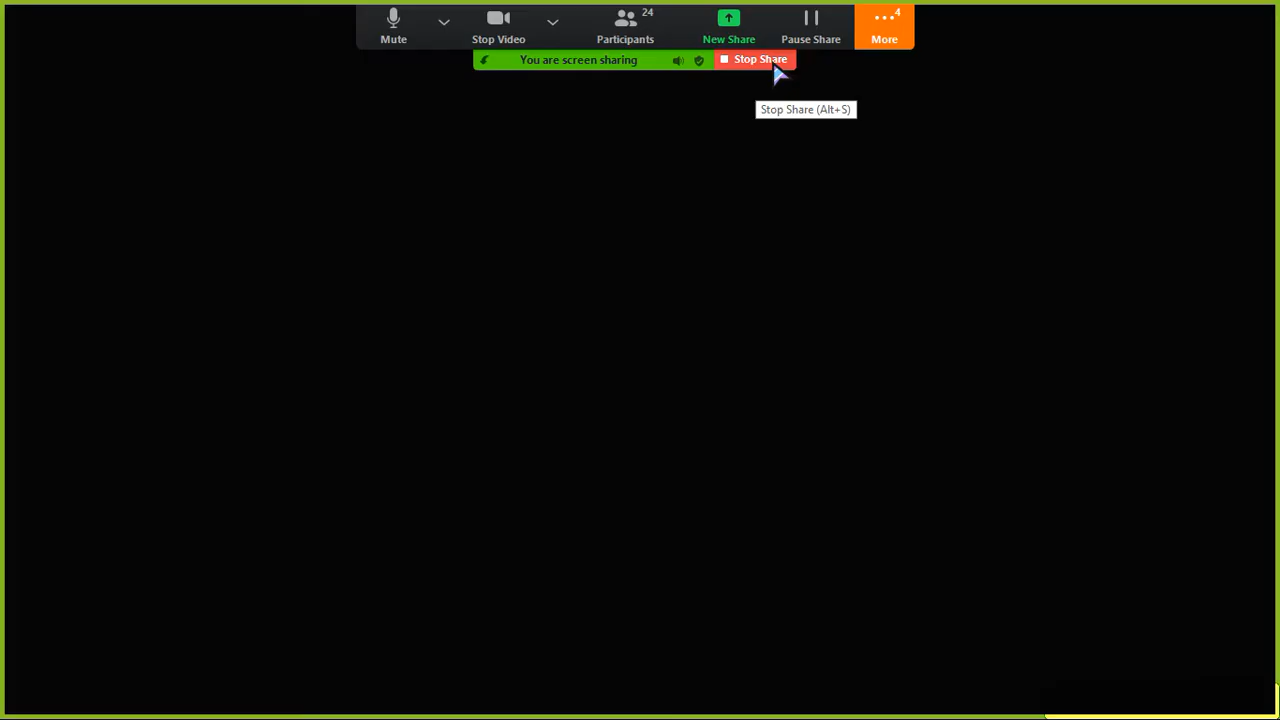 24
4
Mute
Stop Video
Participants
New Share
Pause Share
More
You are screen sharing
Stop Share
Stop Share (Alt+S)